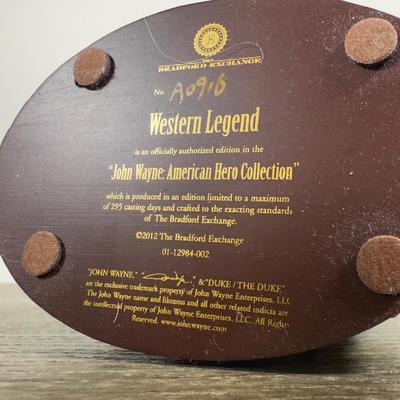 THE
BRADFORD EXCHANGE
No. A0916
Western Legend
is an officially authorized edition in the
"John Wayne: American Hero Collection"
which is produced in an edition limited to a maximum
of 295 casting days and crafted to the exacting standards
of The Bradford Exchange.
©2012 The Bradford Exchange
01-12984-002
"JOHN WAYNE," " ," & "DUKE / THE DUKE"
are the exclusive trademark property of John Wayne Enterprises, LLC
The John Wayne name and likeness and all other related indicia are
the intellectual property of John Wayne Enterprises, LLC. All Rights
Reserved. www.johnwayne.com